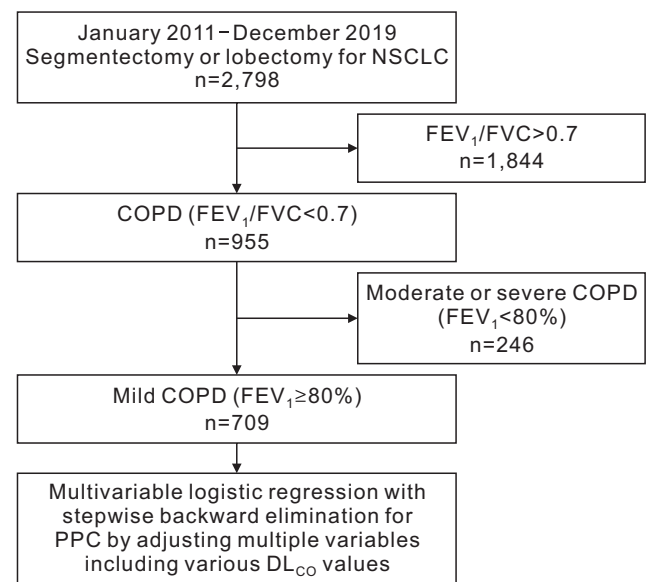 January 2011−December 2019
Segmentectomy or lobectomy for NSCLC
n=2,798
FEV₁/FVC>0.7
n=1,844
COPD (FEV₁/FVC<0.7)
n=955
Moderate or severe COPD
(FEV₁<80%)
n=246
Mild COPD (FEV₁≥80%)
n=709
Multivariable logistic regression with
stepwise backward elimination for
PPC by adjusting multiple variables
including various DL_CO values